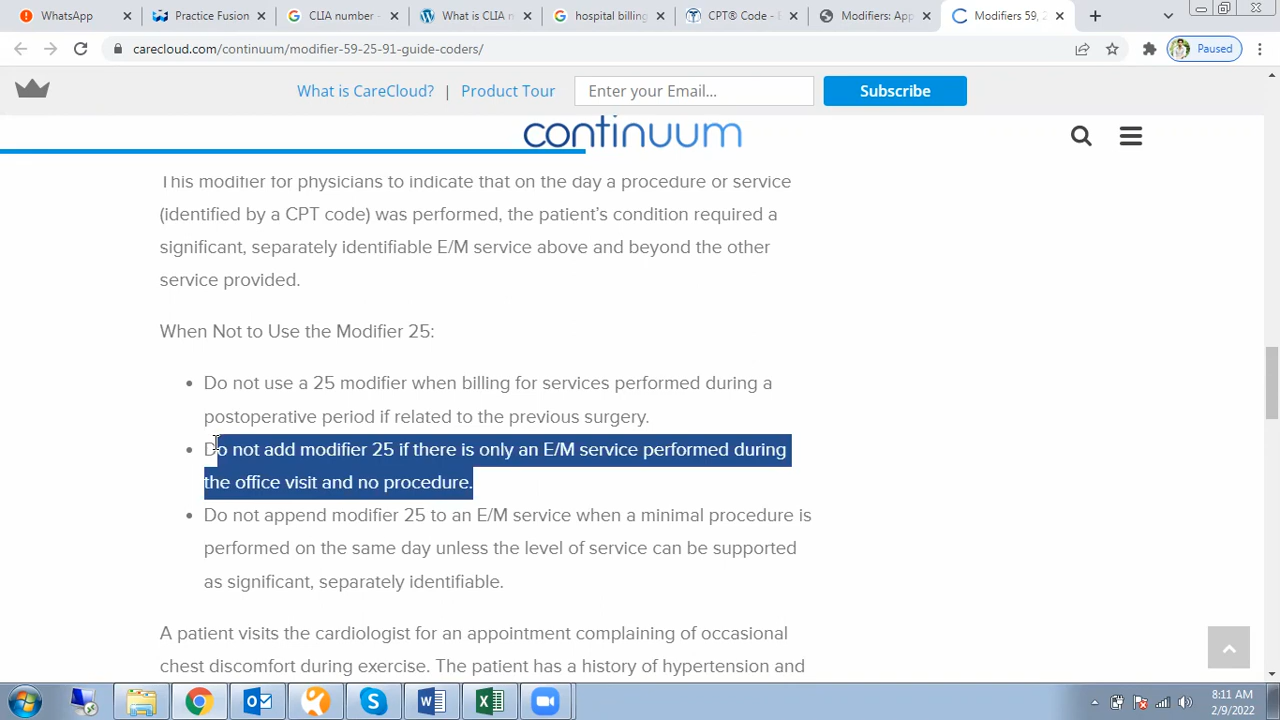 WhatsApp
Practice Fusion
CLIA number -
What is CLIA n
hospital billing
CPT® Code - E
Modifiers: App
Modifiers 59, 2
carecloud.com/continuum/modifier-59-25-91-guide-coders/
Paused
What is CareCloud? | Product Tour
Enter your Email...
Subscribe
continuum
This modifier for physicians to indicate that on the day a procedure or service
(identified by a CPT code) was performed, the patient’s condition required a
significant, separately identifiable E/M service above and beyond the other
service provided.
When Not to Use the Modifier 25:
• Do not use a 25 modifier when billing for services performed during a
postoperative period if related to the previous surgery.
• Do not add modifier 25 if there is only an E/M service performed during
the office visit and no procedure.
• Do not append modifier 25 to an E/M service when a minimal procedure is
performed on the same day unless the level of service can be supported
as significant, separately identifiable.
A patient visits the cardiologist for an appointment complaining of occasional
chest discomfort during exercise. The patient has a history of hypertension and
8:11 AM
2/9/2022